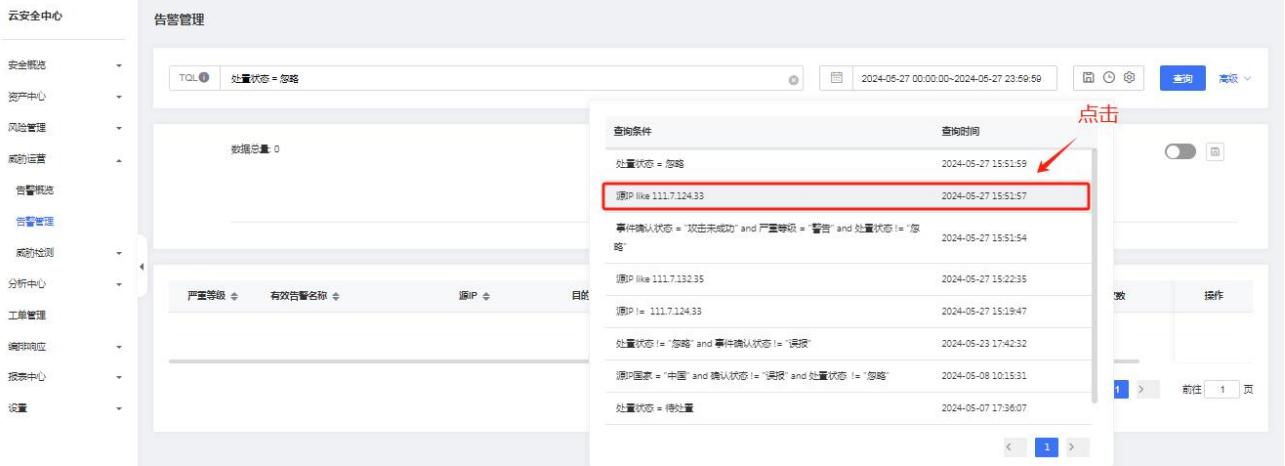 云安全中心
告警管理
安全概览
资产中心
风险管理
威胁运营
告警概览
告警管理
威胁检测
分析中心
工单管理
编排响应
报表中心
设置
TQL
处置状态 = 忽略
2024-05-27 00:00:00~2024-05-27 23:59:59
查询
高级
数据总量: 0
点击
查询条件
查询时间
处置状态 = 忽略
2024-05-27 15:51:59
源IP like 111.7.124.33
2024-05-27 15:51:57
事件确认状态 = "攻击未成功" and 严重等级 = "警告" and 处置状态 != "忽
略"
2024-05-27 15:51:54
源IP like 111.7.132.35
2024-05-27 15:22:35
源IP != 111.7.124.33
2024-05-27 15:19:47
处置状态 != "忽略" and 事件确认状态 != "误报"
2024-05-23 17:42:32
源IP国家 = "中国" and 确认状态 != "误报" and 处置状态 != "忽略"
2024-05-08 10:15:31
处置状态 = 待处置
2024-05-07 17:36:07
1
严重等级
有效告警名称
源IP
目的
数
操作
1
前往 1 页